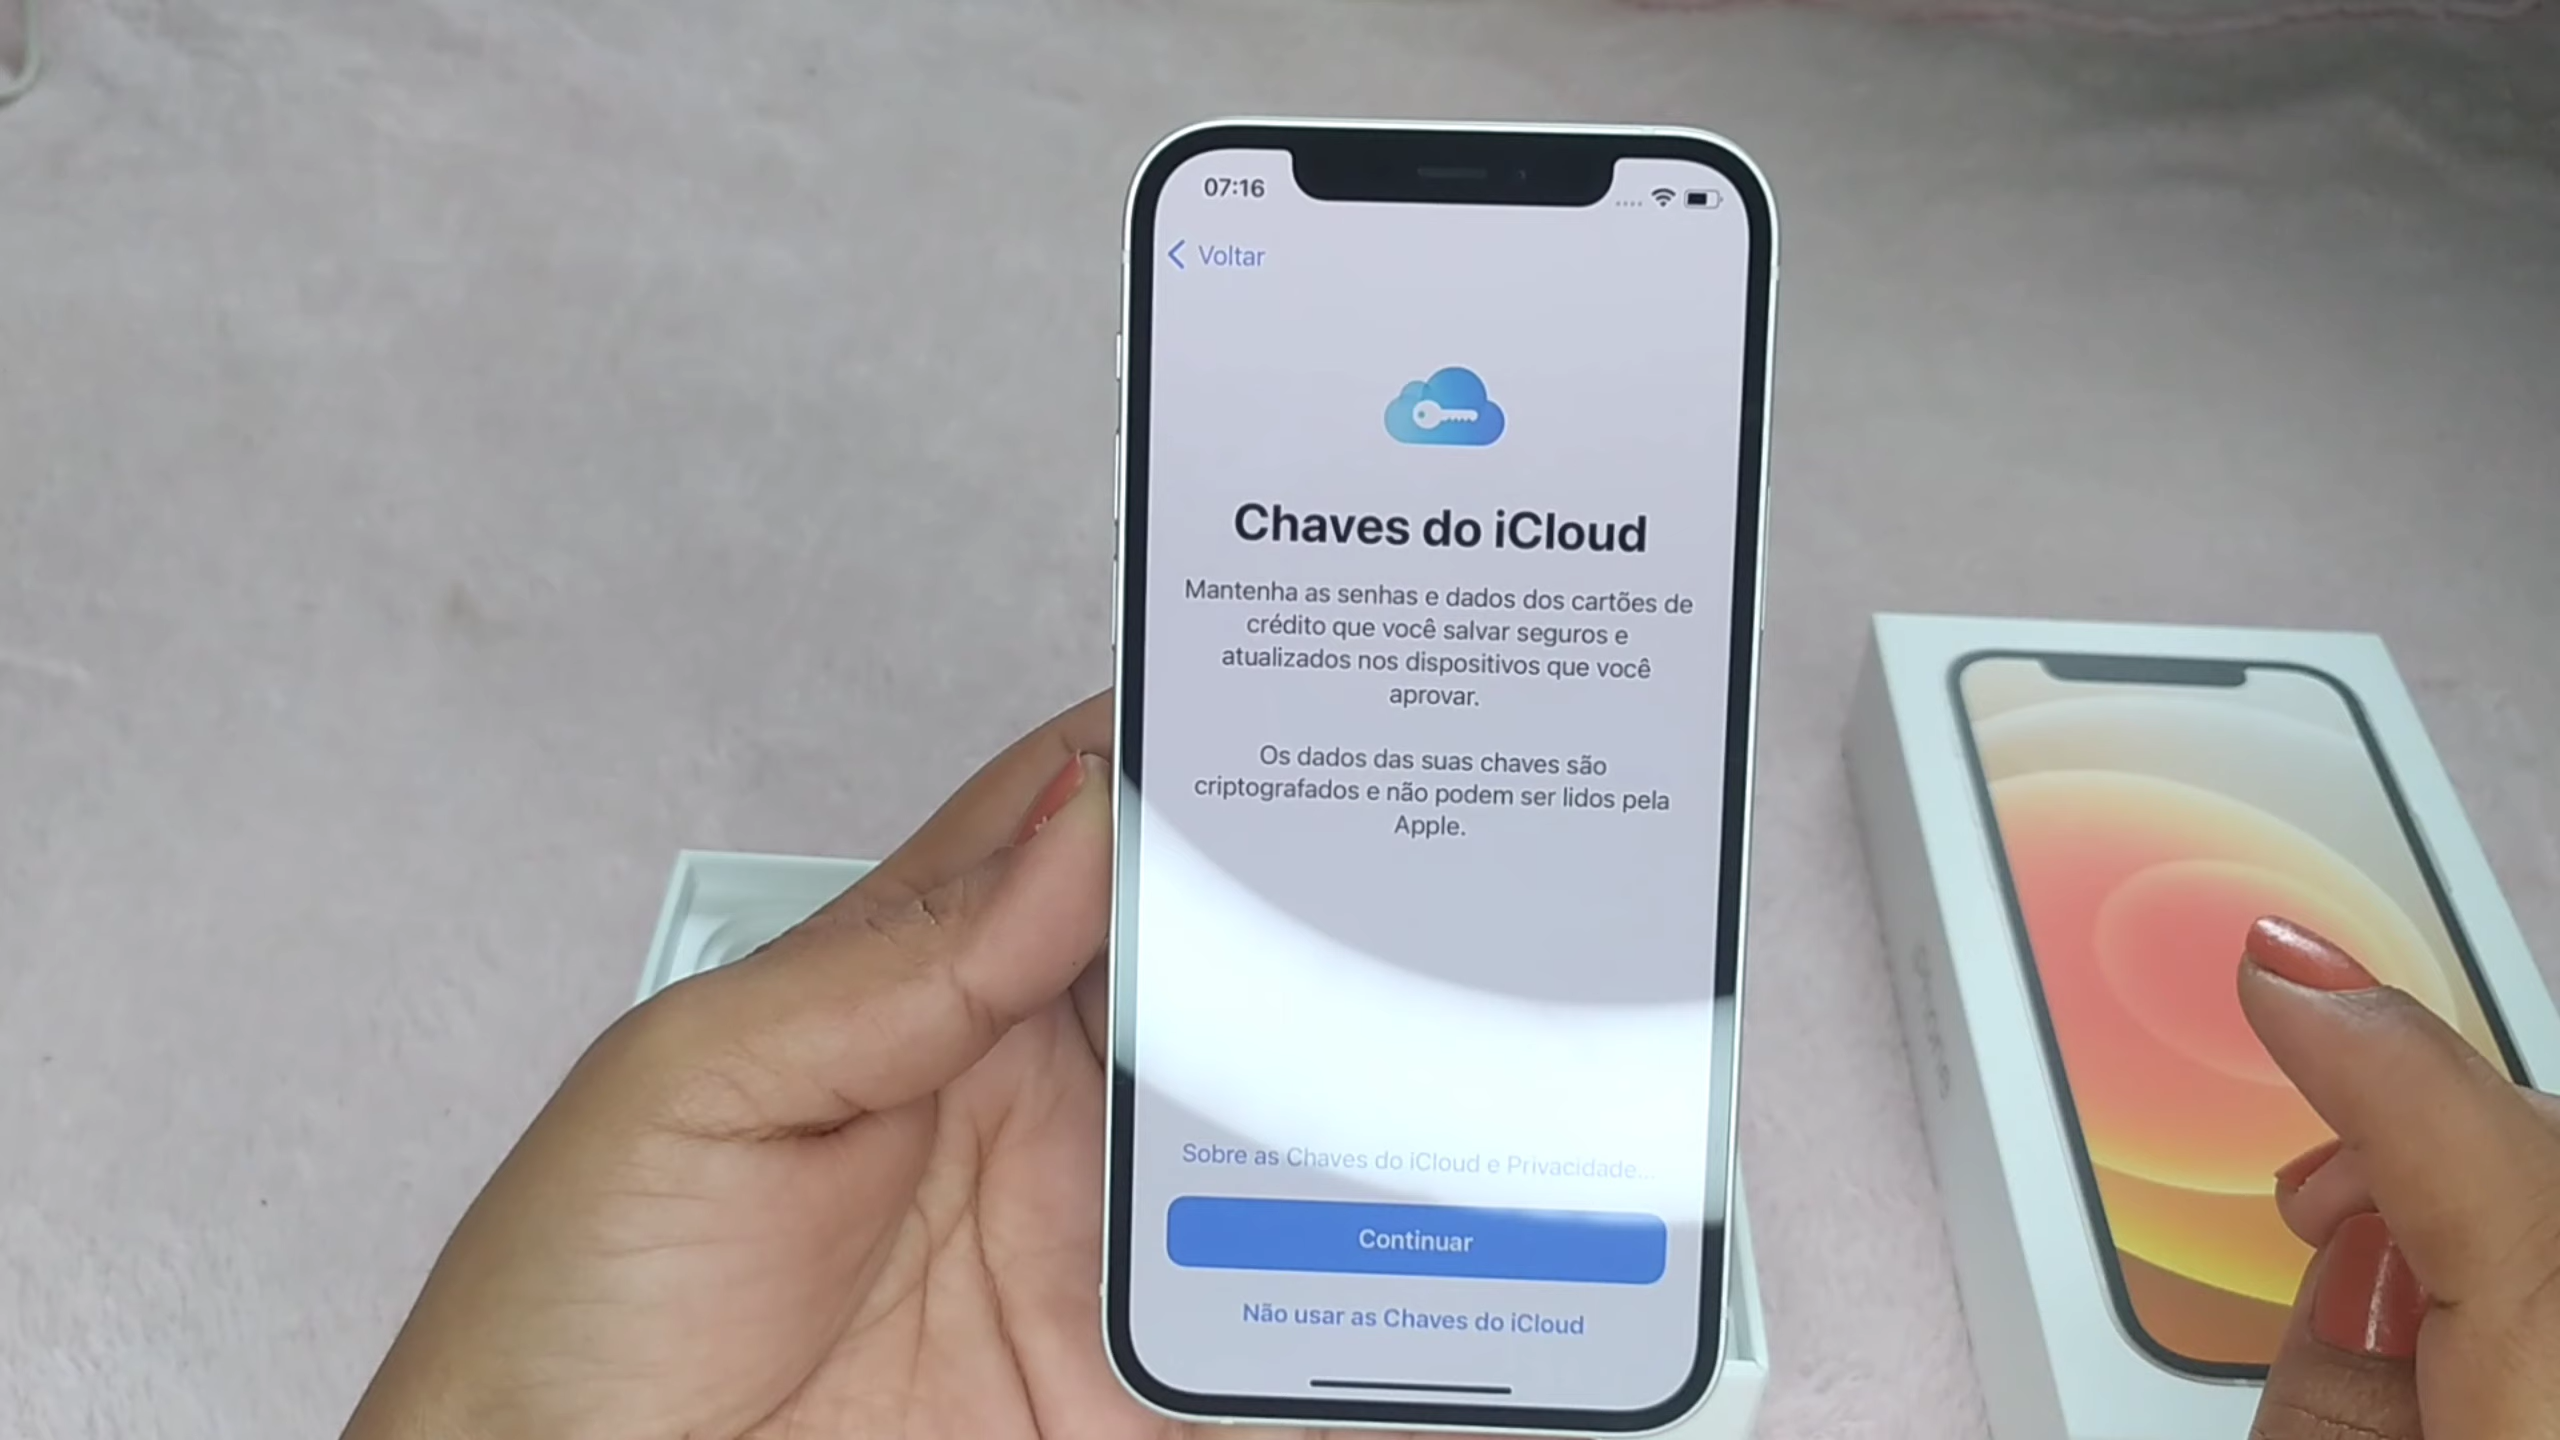 07:16
Voltar
Chaves do iCloud
Mantenha as senhas e dados dos cartões de
crédito que você salvar seguros e
atualizados nos dispositivos que você
aprovar.
Os dados das suas chaves são
criptografados e não podem ser lidos pela
Apple.
Sobre as Chaves do iCloud e Privacidade...
Continuar
Não usar as Chaves do iCloud